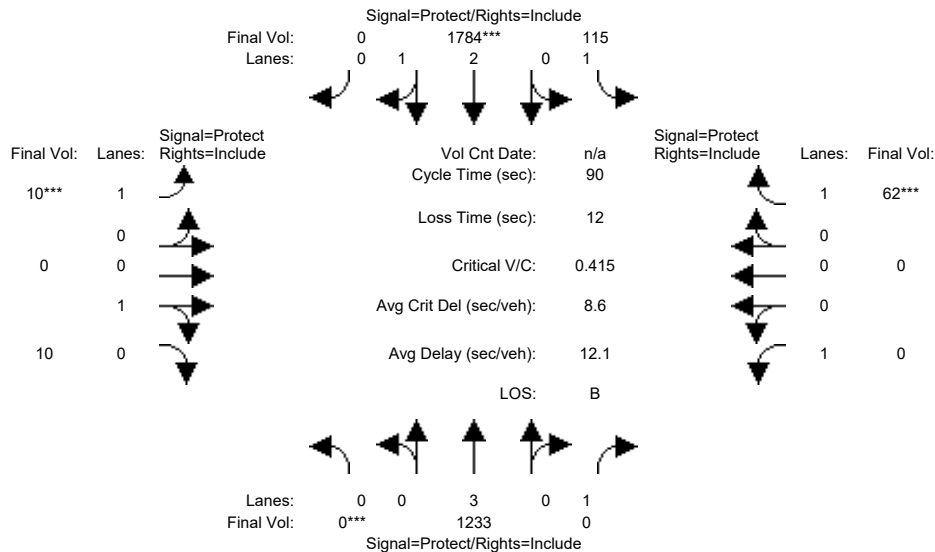 Signal=Protect/Rights=Include
Final Vol: 0 1784*** 115
Lanes: 0 1 2 0 1
Signal=Protect
Final Vol: Lanes: Rights=Include
Vol Cnt Date: n/a
Signal=Protect
Rights=Include Lanes: Final Vol:
Cycle Time (sec): 90
10*** 1
1 62***
Loss Time (sec): 12
0
0
0 0
Critical V/C: 0.415
0 0
1
Avg Crit Del (sec/veh): 8.6
0
10 0
Avg Delay (sec/veh): 12.1
1 0
LOS: B
Lanes: 0 0 3 0 1
Final Vol: 0*** 1233 0
Signal=Protect/Rights=Include